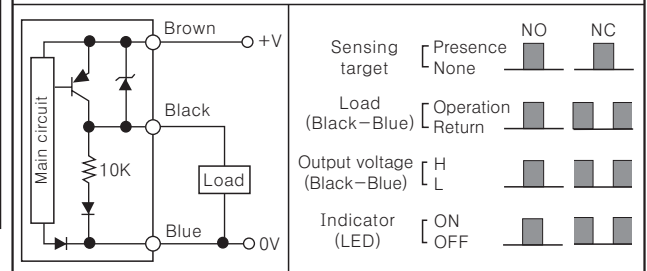 Brown
+V
Main circuit
Black
10K
Load
Blue
0V
NO NC
Sensing target Presence
None
Load (Black-Blue) Operation
Return
Output voltage (Black-Blue) H
L
Indicator (LED) ON
OFF